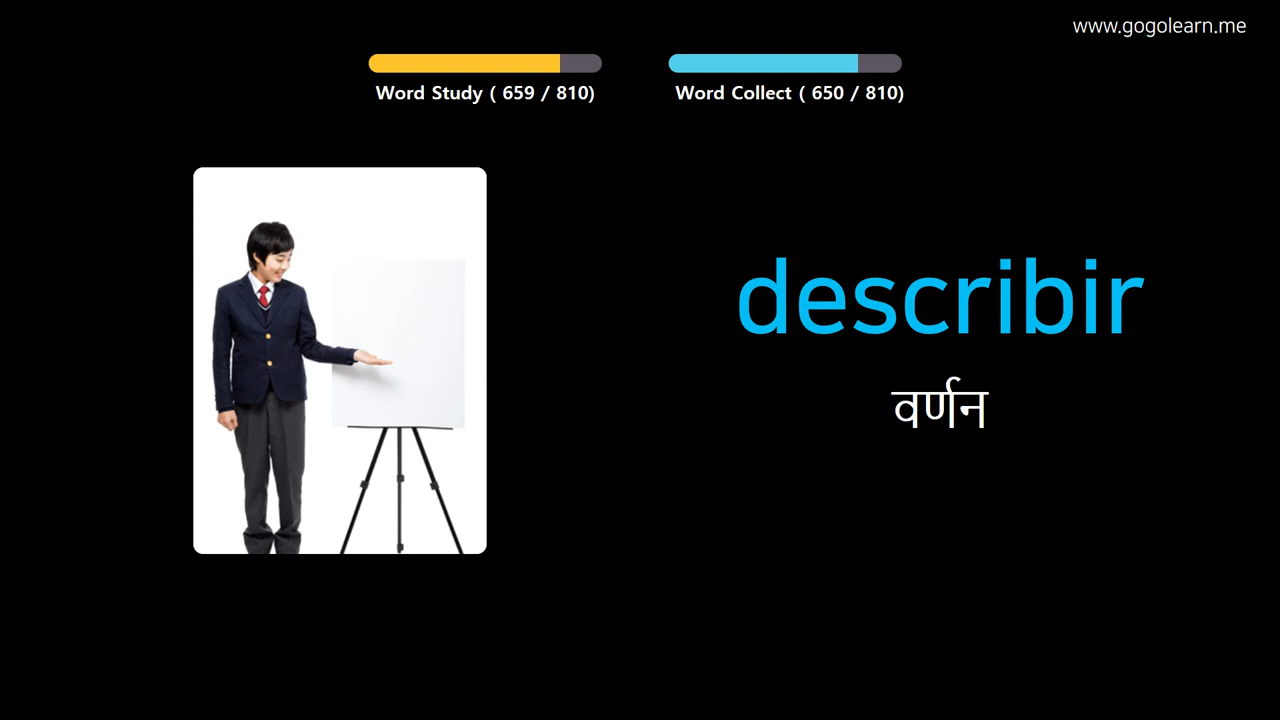 www.gogolearn.me
Word Study ( 659 / 810)
Word Collect ( 650 / 810)
describir
वर्णन